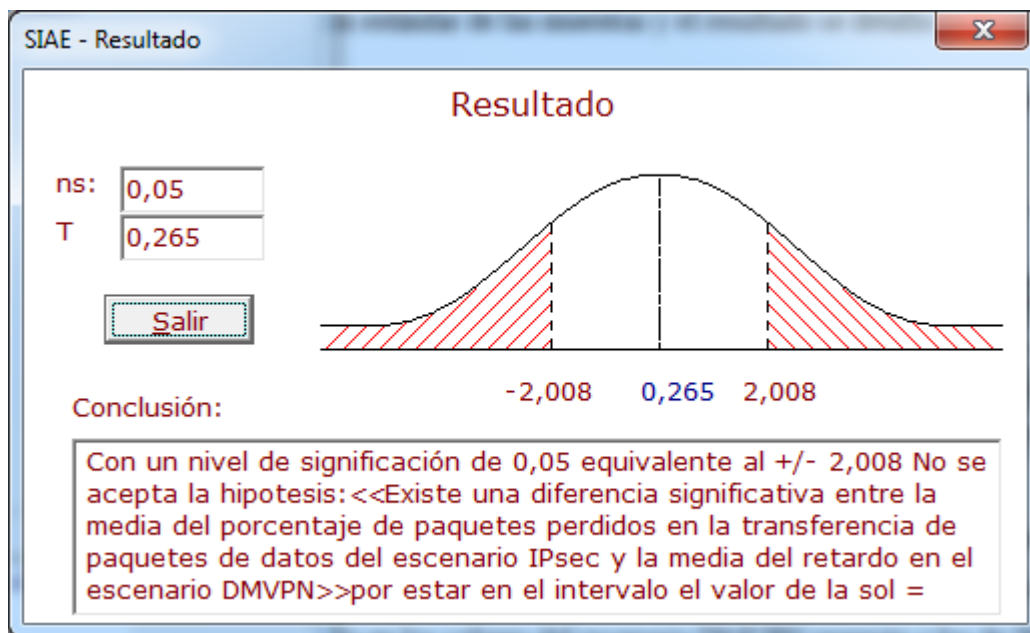 SIAE - Resultado
Resultado
ns:
0,05
T
0,265
Salir
-2,008
0,265
2,008
Conclusión:
Con un nivel de significación de 0,05 equivalente al +/- 2,008 No se
acepta la hipotesis:<<Existe una diferencia significativa entre la
media del porcentaje de paquetes perdidos en la transferencia de
paquetes de datos del escenario IPsec y la media del retardo en el
escenario DMVPN>>por estar en el intervalo el valor de la sol =